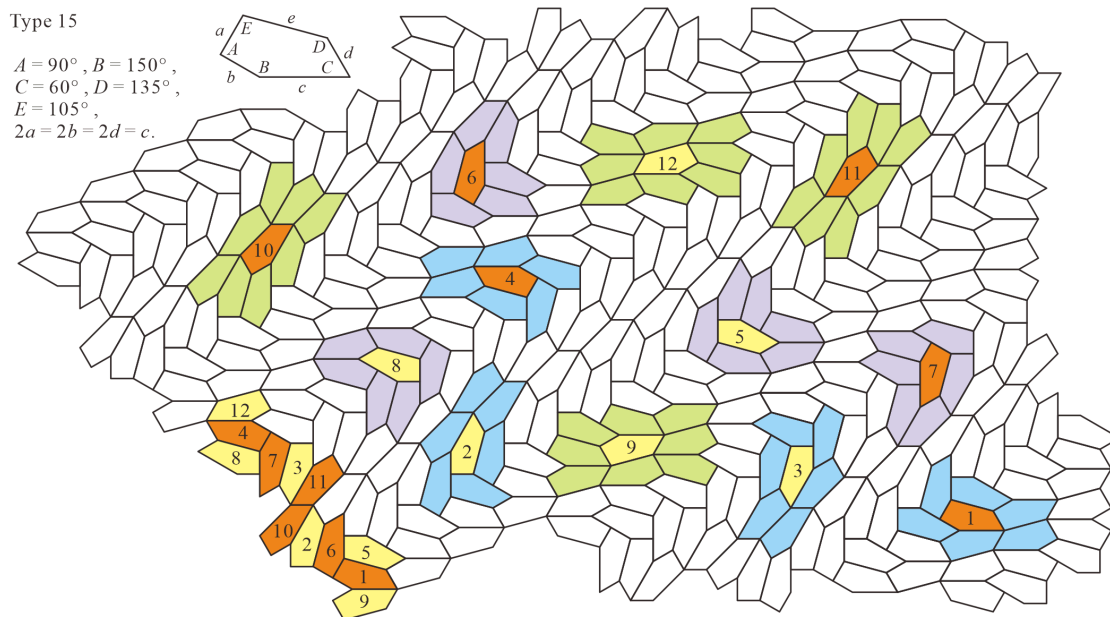 Type 15
a E e
A D d
b B C
c
A = 90° , B = 150° ,
C = 60° , D = 135° ,
E = 105° ,
2a = 2b = 2d = c.
6 12 11
10 4
5
8 7
12
4 2 9 3
8 7 3
11
10 2 6 5 1
1
9